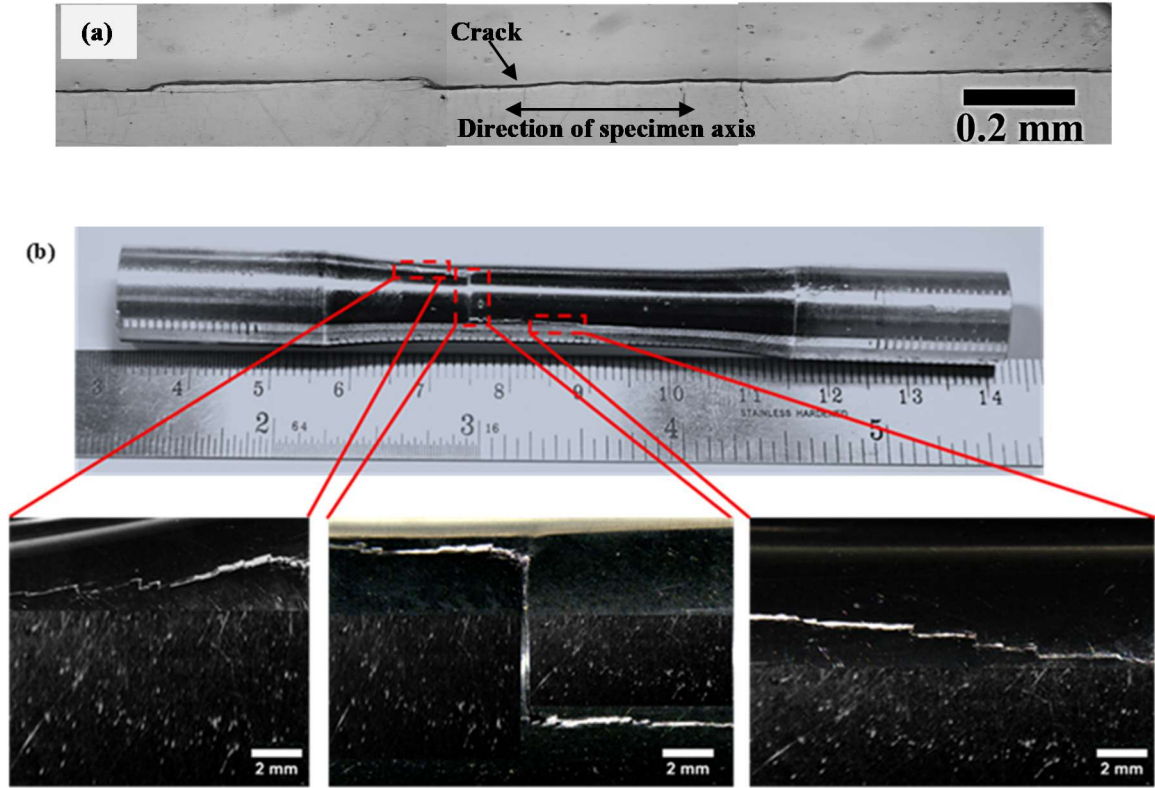 (a)
Crack
Direction of specimen axis
0.2 mm
(b)
3 4 5 6 7 8 9 10 11 12 13 14
STAINLESS HARDENED
2 64 3 16 4 5
2 mm
2 mm
2 mm